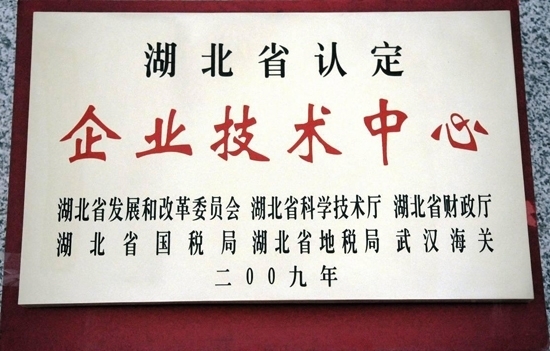 湖北省认定
企业技术中心
湖北省发展和改革委员会 湖北省科学技术厅 湖北省财政厅
湖北省国税局 湖北省地税局 武汉海关
二00九年